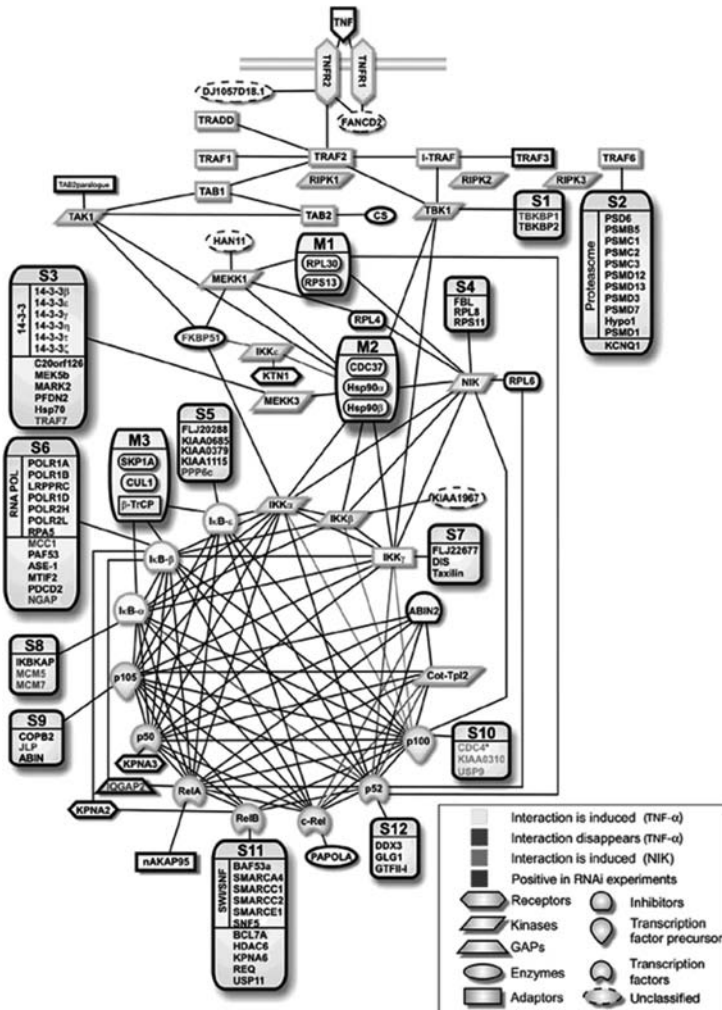 TNF
TNFR2
TNFR1
DJ1057D18.1
FANCD2
TRADD
TRAF1
TRAF2
I-TRAF
TRAF3
TRAF6
RIPK1
RIPK2
RIPK3
TAB2paralogue
TAB1
TAK1
TAB2
CS
TBK1
S1
TBKBP1
TBKBP2
S2
Proteasome
PSD6
PSMB5
PSMC1
PSMC2
PSMC3
PSMD12
PSMD13
PSMD3
PSMD7
Hypo1
PSMD1
KCNQ1
HAN11
MEKK1
M1
RPL30
RPS13
S3
14-3-3
14-3-3β
14-3-3ε
14-3-3γ
14-3-3η
14-3-3τ
14-3-3ζ
C20orf126
MEK5b
MARK2
PFDN2
Hsp70
TRAF7
S4
FBL
RPL8
RPS11
RPL4
FKBP51
IKKε
KTN1
MEKK3
M2
CDC37
Hsp90α
Hsp90β
NIK
RPL6
S5
FLJ20288
KIAA0685
KIAA0379
KIAA1115
PPP6c
S6
RNA POL
POLR1A
POLR1B
LRPPRC
POLR1D
POLR2H
POLR2L
RPA5
MCC1
PAF53
ASE-1
MTIF2
PDCD2
NGAP
M3
SKP1A
CUL1
β-TrCP
IκB-ε
IKKα
IKKβ
KIAA1967
IκB-β
IKKγ
S7
FLJ22677
DIS
Taxilin
IκB-α
ABIN2
S8
IKBKAP
MCM5
MCM7
p105
Cot-Tpl2
S9
COPB2
JLP
ABIN
p50
p100
S10
CDC4*
KIAA0310
USP9
KPNA3
IQGAP2
RelA
p52
KPNA2
RelB
c-Rel
nAKAP95
PAPOLA
S11
SWI/SNF
BAF53a
SMARCA4
SMARCC1
SMARCC2
SMARCE1
SNF5
BCL7A
HDAC6
KPNA6
REQ
USP11
S12
DDX3
GLG1
GTFII-I
Interaction is induced (TNF-α)
Interaction disappears (TNF-α)
Interaction is induced (NIK)
Positive in RNAi experiments
Receptors
Inhibitors
Kinases
Transcription
factor precursor
GAPs
Enzymes
Transcription
factors
Adaptors
Unclassified